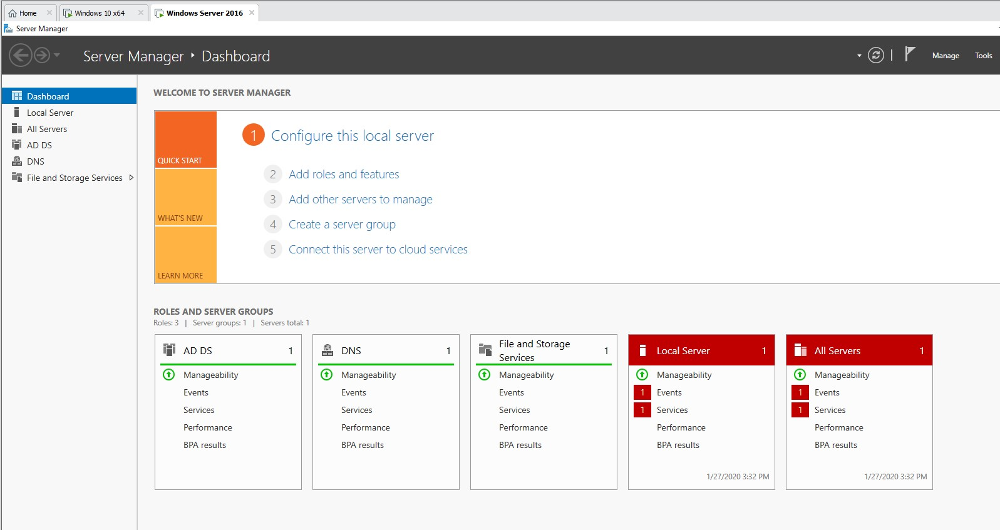 Home
Windows 10 x64
Windows Server 2016
Server Manager
Server Manager Dashboard
Manage
Tools
Dashboard
Local Server
All Servers
AD DS
DNS
File and Storage Services
WELCOME TO SERVER MANAGER
QUICK START
WHAT'S NEW
LEARN MORE
1 Configure this local server
2 Add roles and features
3 Add other servers to manage
4 Create a server group
5 Connect this server to cloud services
ROLES AND SERVER GROUPS
Roles: 3 | Server groups: 1 | Servers total: 1
AD DS 1
Manageability
Events
Services
Performance
BPA results
DNS 1
Manageability
Events
Services
Performance
BPA results
File and Storage
Services 1
Manageability
Events
Services
Performance
BPA results
Local Server 1
Manageability
1 Events
1 Services
Performance
BPA results
1/27/2020 3:32 PM
All Servers 1
Manageability
1 Events
1 Services
Performance
BPA results
1/27/2020 3:32 PM